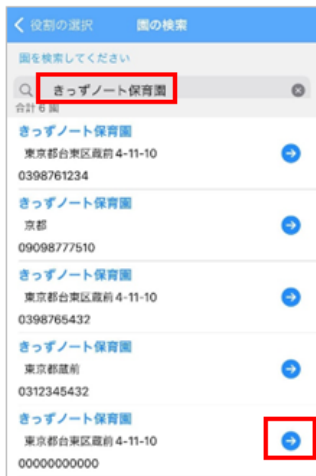 役割の選択 園の検索
園を検索してください
きっずノート保育園
合計 6 園
きっずノート保育園
東京都台東区蔵前4-11-10
0398761234
きっずノート保育園
京都
09098777510
きっずノート保育園
東京都台東区蔵前4-11-10
0398765432
きっずノート保育園
東京都蔵前
0312345432
きっずノート保育園
東京都台東区蔵前4-11-10
00000000000